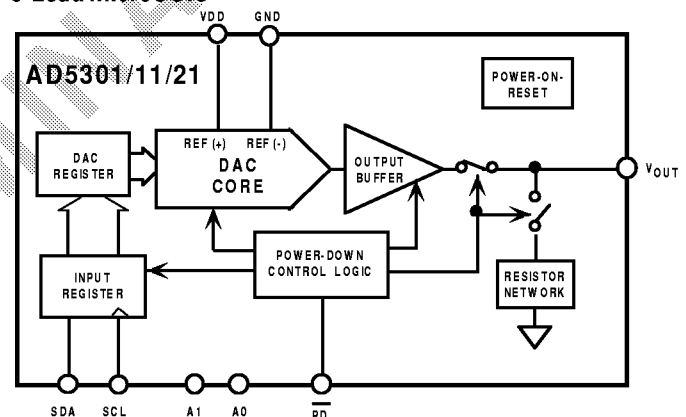 VDD GND
AD5301/11/21
POWER-ON-
RESET
REF (+) REF (-)
DAC
CORE
DAC
REGISTER
OUTPUT
BUFFER
VOUT
POWER-DOWN
CONTROL LOGIC
INPUT
REGISTER
RESISTOR
NETWORK
SDA SCL A1 A0 PD